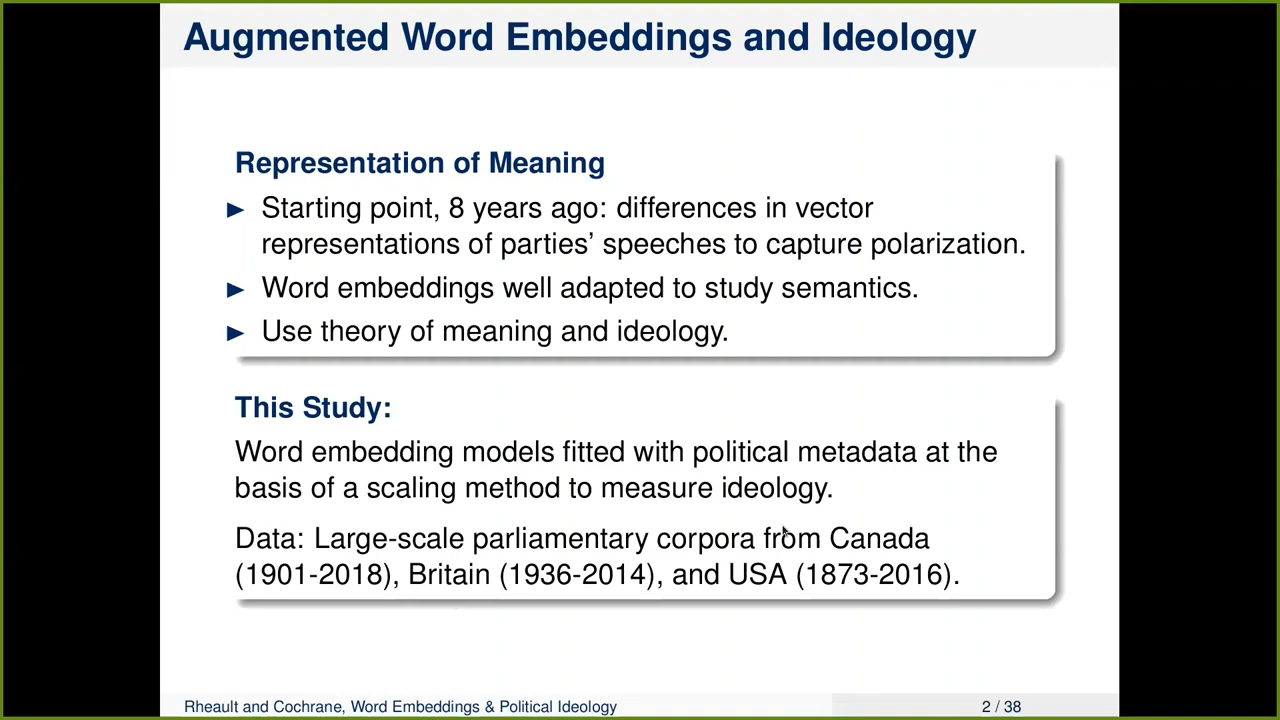 Augmented Word Embeddings and Ideology
Representation of Meaning
► Starting point, 8 years ago: differences in vector
representations of parties’ speeches to capture polarization.
► Word embeddings well adapted to study semantics.
► Use theory of meaning and ideology.
This Study:
Word embedding models fitted with political metadata at the
basis of a scaling method to measure ideology.
Data: Large-scale parliamentary corpora from Canada
(1901-2018), Britain (1936-2014), and USA (1873-2016).
Rheault and Cochrane, Word Embeddings & Political Ideology
2 / 38